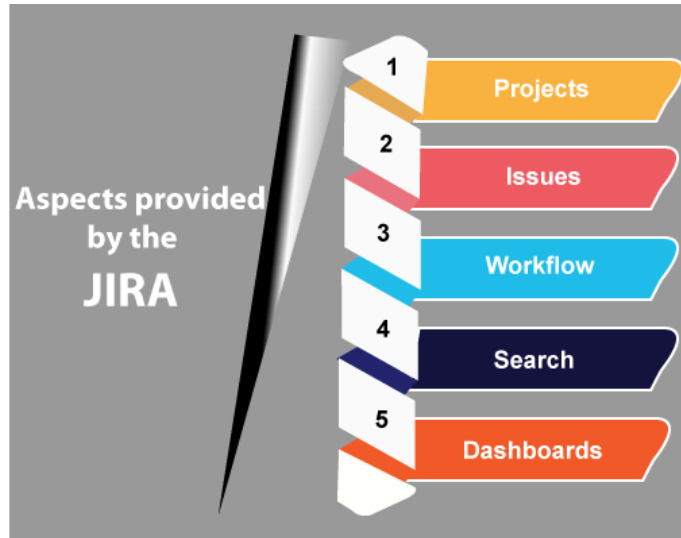 Aspects provided
by the
JIRA
1
Projects
2
Issues
3
Workflow
4
Search
5
Dashboards